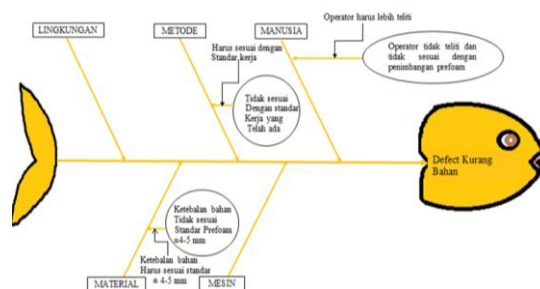 Operator harus lebih teliti
LINGKUNGAN
METODE
MANUSIA
Harus sesuai dengan
Standar kerja
Operator tidak teliti dan
tidak sesuai dengan
penimbangan prefoam
Tidak sesuai
Dengan standar
Kerja yang
Telah ada
Defect Kurang
Bahan
Ketebalan bahan
Tidak sesuai
Standar Prefoam
±4-5 mm
Ketebalan bahan
Harus sesuai standar
± 4-5 mm
MATERIAL
MESIN